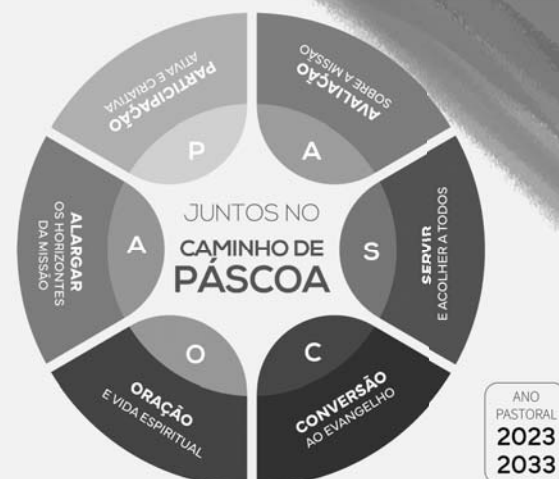 PARTICIPAÇÃO
ATIVA E CRIATIVA
P
AVALIAÇÃO
SOBRE A MISSÃO
A
SERVIR
E ACOLHER A TODOS
S
CONVERSÃO
AO EVANGELHO
C
ORAÇÃO
E VIDA ESPIRITUAL
O
ALARGAR
OS HORIZONTES
DA MISSÃO
A
JUNTOS NO
CAMINHO DE
PÁSCOA
ANO
PASTORAL
2023
2033